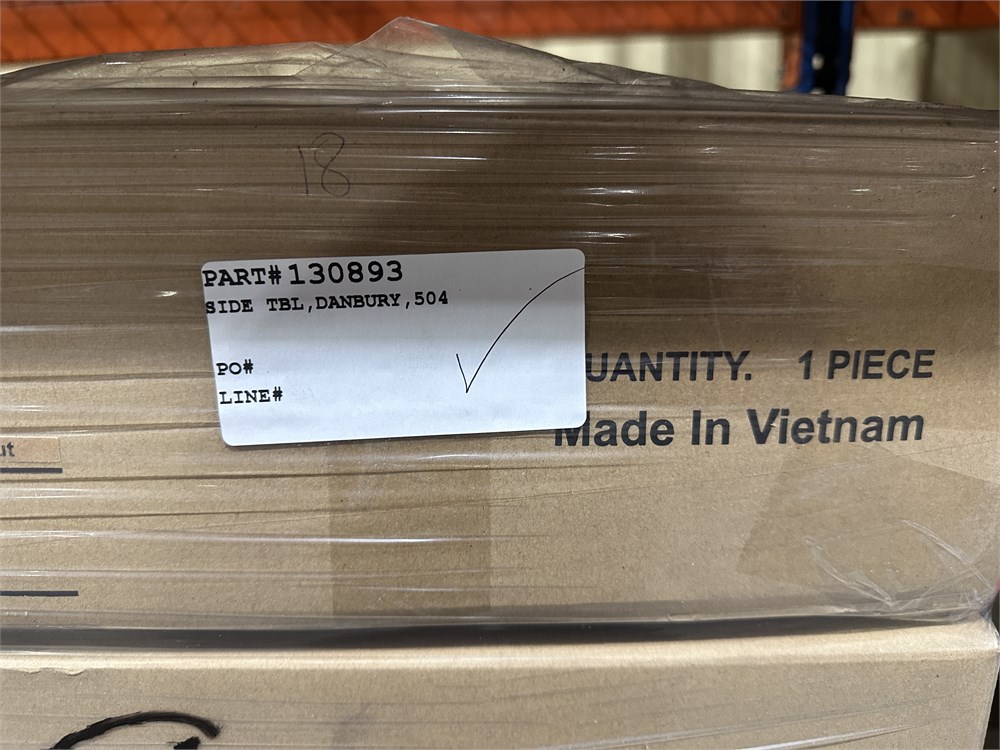 18
PART#130893
SIDE TBL,DANBURY,504
PO#
LINE#
UANTITY. 1 PIECE
Made In Vietnam
ut